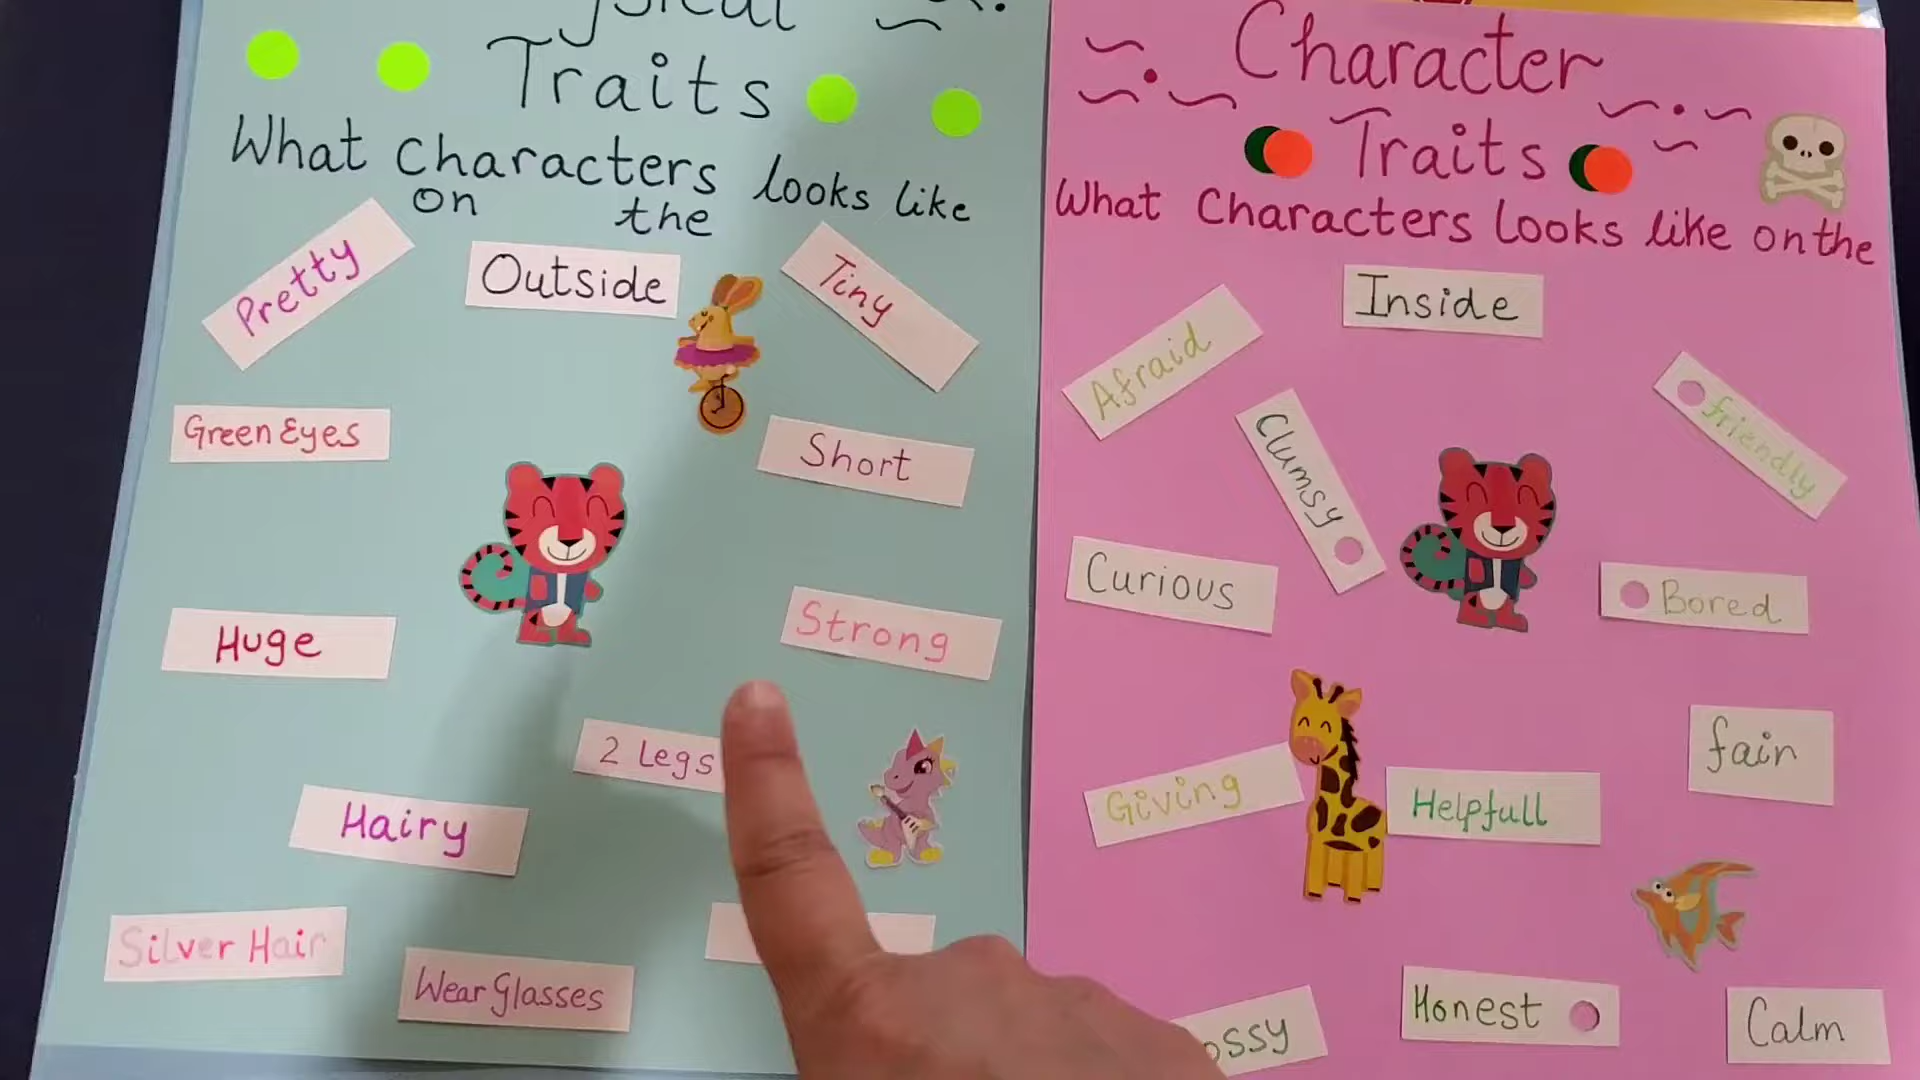 Traits
What characters looks like
on the
Outside
Pretty
Tiny
Green Eyes
Short
Huge
Strong
2 Legs
Hairy
Silver Hair
Wear Glasses
Character
Traits
What Characters looks like on the
Inside
Afraid
friendly
Clumsy
Curious
Bored
fair
Giving
Helpfull
Honest
Calm